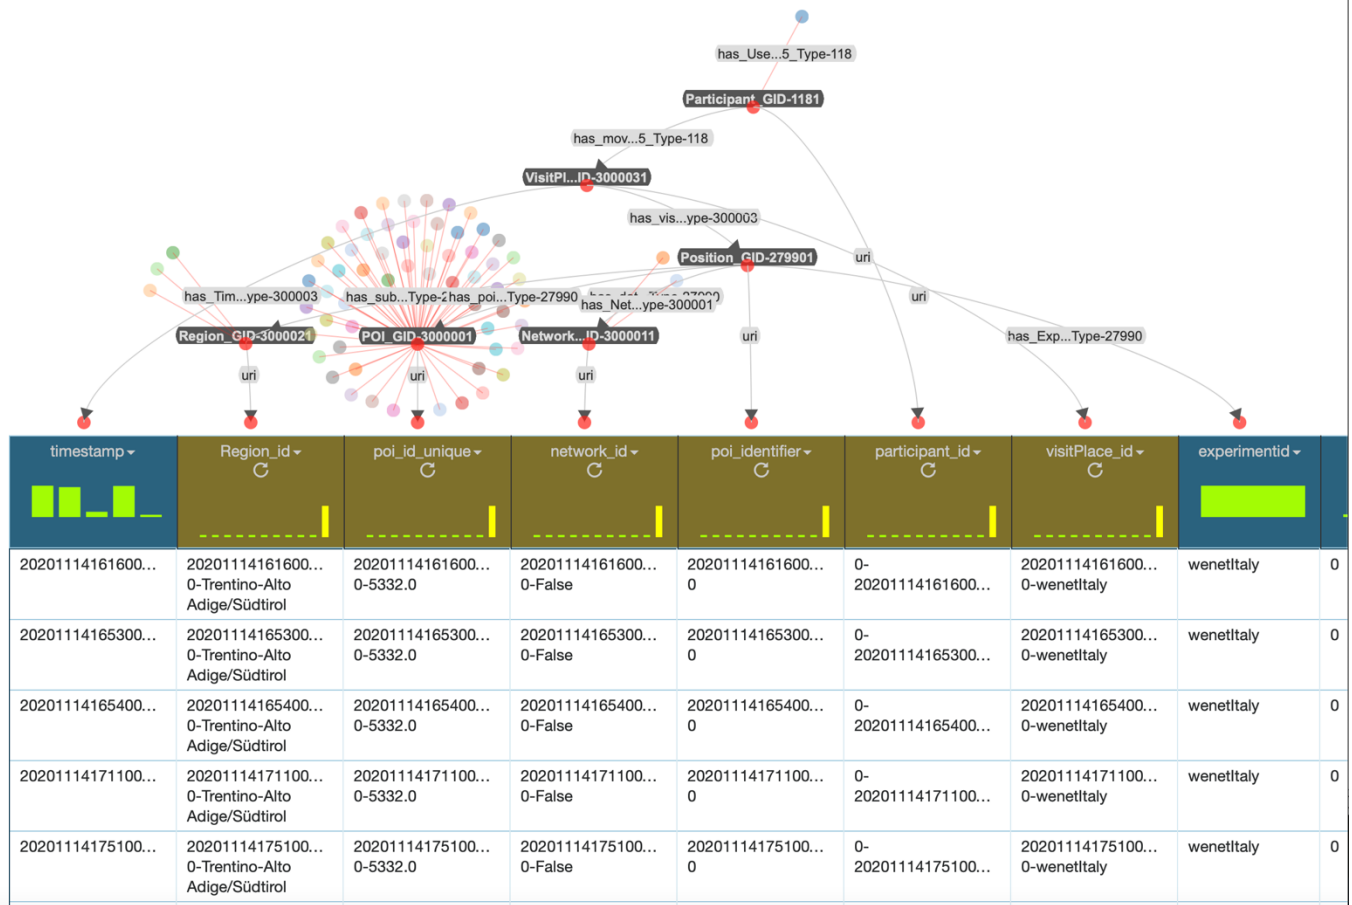 has_Use...5_Type-118
Participant_GID-1181
has_mov...5_Type-118
VisitPl...ID-3000031
has_vis...ype-300003
Position_GID-279901
uri
has_Tim...ype-300003
has_sub...Type-2
has_poi...Type-27990
has_Net...ype-300001
uri
Region_GID-3000021
POI_GID-3000001
Network...ID-3000011
uri
has_Exp...Type-27990
uri
uri
uri
timestamp
Region_id
poi_id_unique
network_id
poi_identifier
participant_id
visitPlace_id
experimentid
20201114161600...
20201114161600...
0-Trentino-Alto
Adige/Südtirol
20201114161600...
0-5332.0
20201114161600...
0-False
20201114161600...
0
0-
20201114161600...
20201114161600...
0-wenetItaly
wenetItaly
0
20201114165300...
20201114165300...
0-Trentino-Alto
Adige/Südtirol
20201114165300...
0-5332.0
20201114165300...
0-False
20201114165300...
0
0-
20201114165300...
20201114165300...
0-wenetItaly
wenetItaly
0
20201114165400...
20201114165400...
0-Trentino-Alto
Adige/Südtirol
20201114165400...
0-5332.0
20201114165400...
0-False
20201114165400...
0
0-
20201114165400...
20201114165400...
0-wenetItaly
wenetItaly
0
20201114171100...
20201114171100...
0-Trentino-Alto
Adige/Südtirol
20201114171100...
0-5332.0
20201114171100...
0-False
20201114171100...
0
0-
20201114171100...
20201114171100...
0-wenetItaly
wenetItaly
0
20201114175100...
20201114175100...
0-Trentino-Alto
Adige/Südtirol
20201114175100...
0-5332.0
20201114175100...
0-False
20201114175100...
0
0-
20201114175100...
20201114175100...
0-wenetItaly
wenetItaly
0